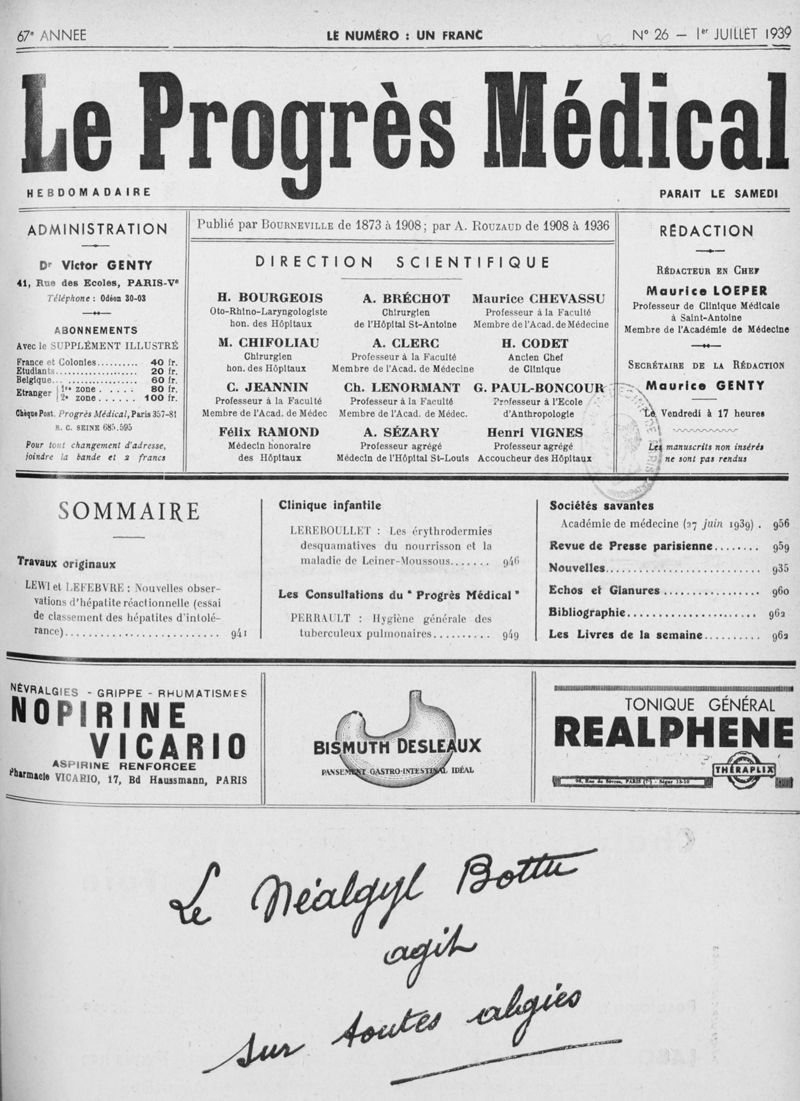 67e ANNEE
LE NUMÉRO : UN FRANC
N° 26 — 1er JUILLET 1939
Le Progrès Médical
HEBDOMADAIRE
PARAIT LE SAMEDI
ADMINISTRATION
Dr Victor GENTY
41, Rue des Ecoles, PARIS-Ve
Téléphone : Odéon 30-03
ABONNEMENTS
Avec le SUPPLÉMENT ILLUSTRÉ
France et Colonies.......... 40 fr.
Etudiants..................... 20 fr.
Belgique... ................. 60 fr.
Etranger { 1re zone . . . . . 80 fr.
2e zone . . . . . . 100 fr.
Chèque Post. Progrès Médical, Paris 357-81
R. C. SEINE 685.595
Pour tout changement d'adresse,
joindre la bande et 2 francs
Publié par BOURNEVILLE de 1873 à 1908 ; par A. ROUZAUD de 1908 à 1936
DIRECTION SCIENTIFIQUE
H. BOURGEOIS
Oto-Rhino-Laryngologiste
hon. des Hôpitaux
A. BRÉCHOT
Chirurgien
de l'Hôpital St-Antoine
Maurice CHEVASSU
Professeur à la Faculté
Membre de l'Acad. de Médecine
M. CHIFOLIAU
Chirurgien
hon. des Hôpitaux
A. CLERC
Professeur à la Faculté
Membre de l'Acad. de Médecine
H. CODET
Ancien Chef
de Clinique
C. JEANNIN
Professeur à la Faculté
Membre de l'Acad. de Médec
Ch. LENORMANT
Professeur à la Faculté
Membre de l'Acad. de Médec.
G. PAUL-BONCOUR
Professeur à l'Ecole
d'Anthropologie
Félix RAMOND
Médecin honoraire
des Hôpitaux
A. SÉZARY
Professeur agrégé
Médecin de l'Hôpital St-Louis
Henri VIGNES
Professeur agrégé
Accoucheur des Hôpitaux
RÉDACTION
RÉDACTEUR EN CHEF
Maurice LOEPER
Professeur de Clinique Médicale
à Saint-Antoine
Membre de l'Académie de Médecine
SECRÉTAIRE DE LA RÉDACTION
Maurice GENTY
Le Vendredi à 17 heures
Les manuscrits non insérés
ne sont pas rendus
SOMMAIRE
Travaux originaux
LEWI et LEFEBVRE : Nouvelles obser-
vations d'hépatite réactionnelle (essai
de classement des hépatites d'intolé-
rance)........................... 941
Clinique infantile
LEREBOULLET : Les érythrodermies
desquamatives du nourrisson et la
maladie de Leiner-Moussous....... 946
Les Consultations du " Progrès Médical "
PERRAULT : Hygiène générale des
tuberculeux pulmonaires.......... 949
Sociétés savantes
Académie de médecine (27 juin 1939) . 956
Revue de Presse parisienne........ 959
Nouvelles........................... 935
Echos et Glanures .................. 960
Bibliographie....................... 962
Les Livres de la semaine.......... 962
NÉVRALGIES - GRIPPE - RHUMATISMES
NOPIRINE
VICARIO
ASPIRINE RENFORCEE
Pharmacie VICARIO, 17, Bd Haussmann, PARIS
BISMUTH DESLEAUX
PANSEMENT GASTRO-INTESTINAL IDÉAL
TONIQUE GÉNÉRAL
REALPHENE
THÉRAPLIX
98, Rue de Sèvres, PARIS (7e) - Ségur 13-10
Le Néalgyl Bottu
agit
sur toutes algies